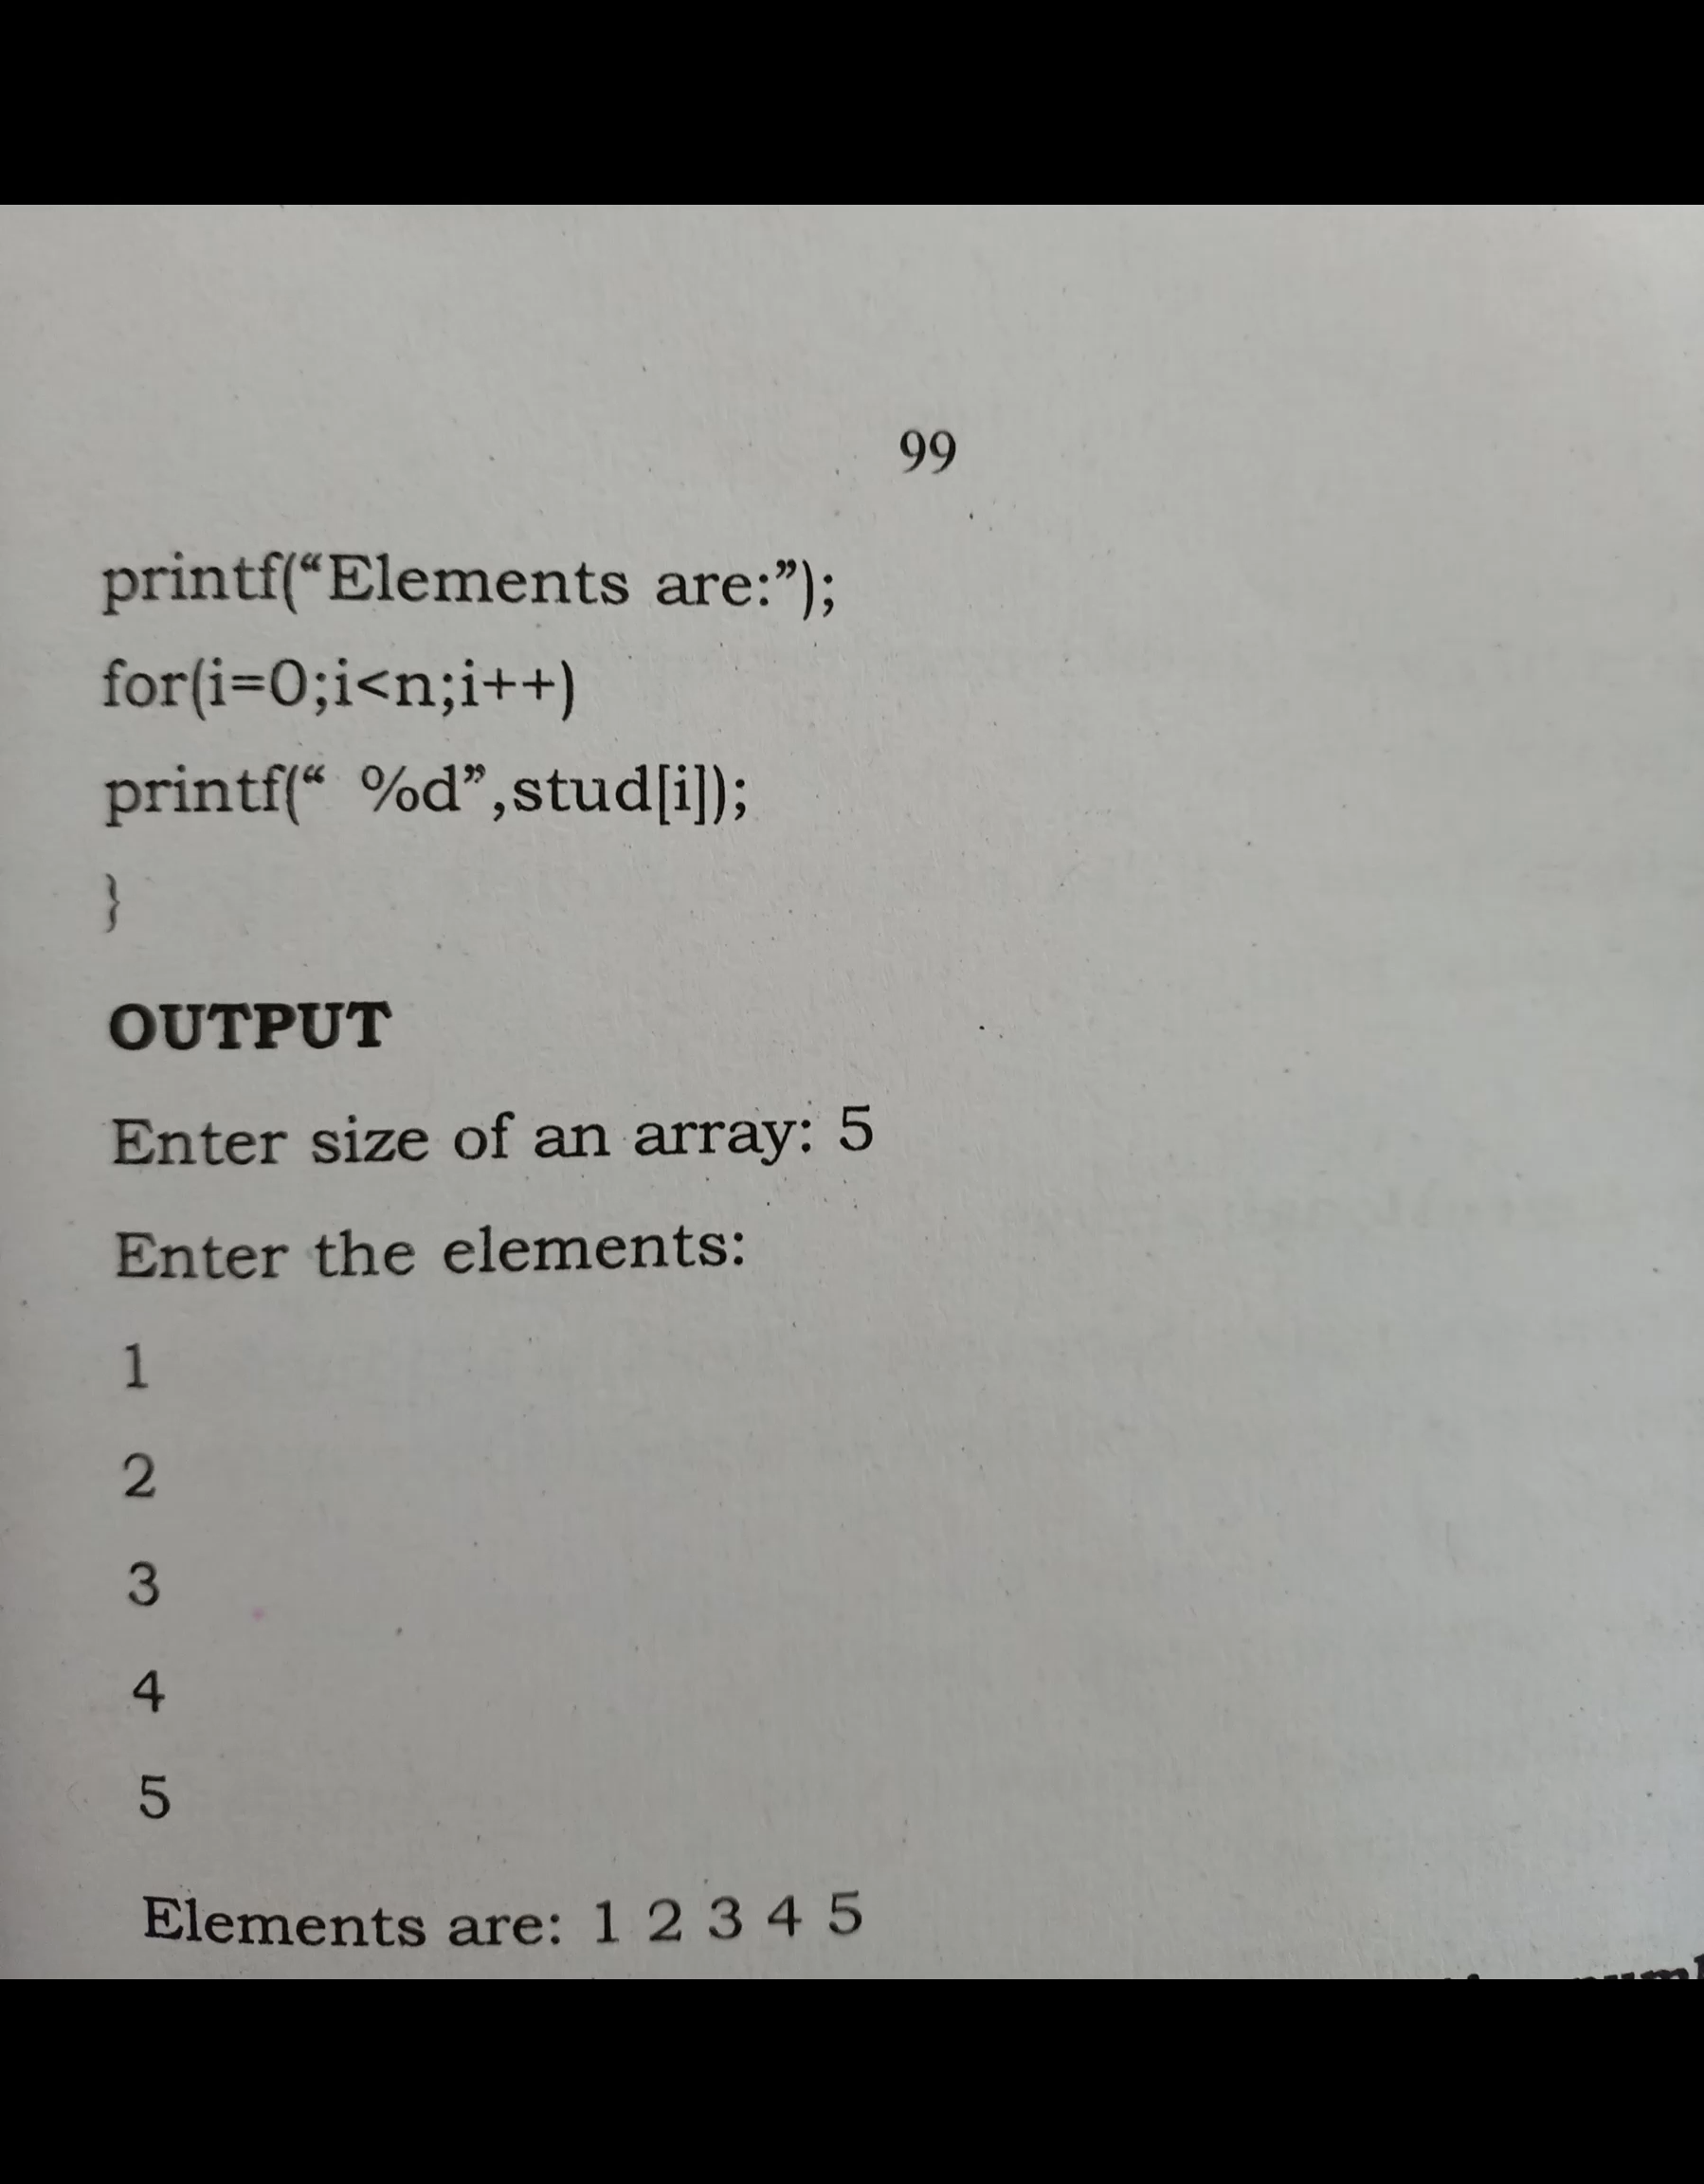 99
printf(“Elements are:”);
for(i=0;i<n;i++)
printf(“ %d”,stud[i]);
}
OUTPUT
Enter size of an array: 5
Enter the elements:
1
2
3
4
5
Elements are: 1 2 3 4 5